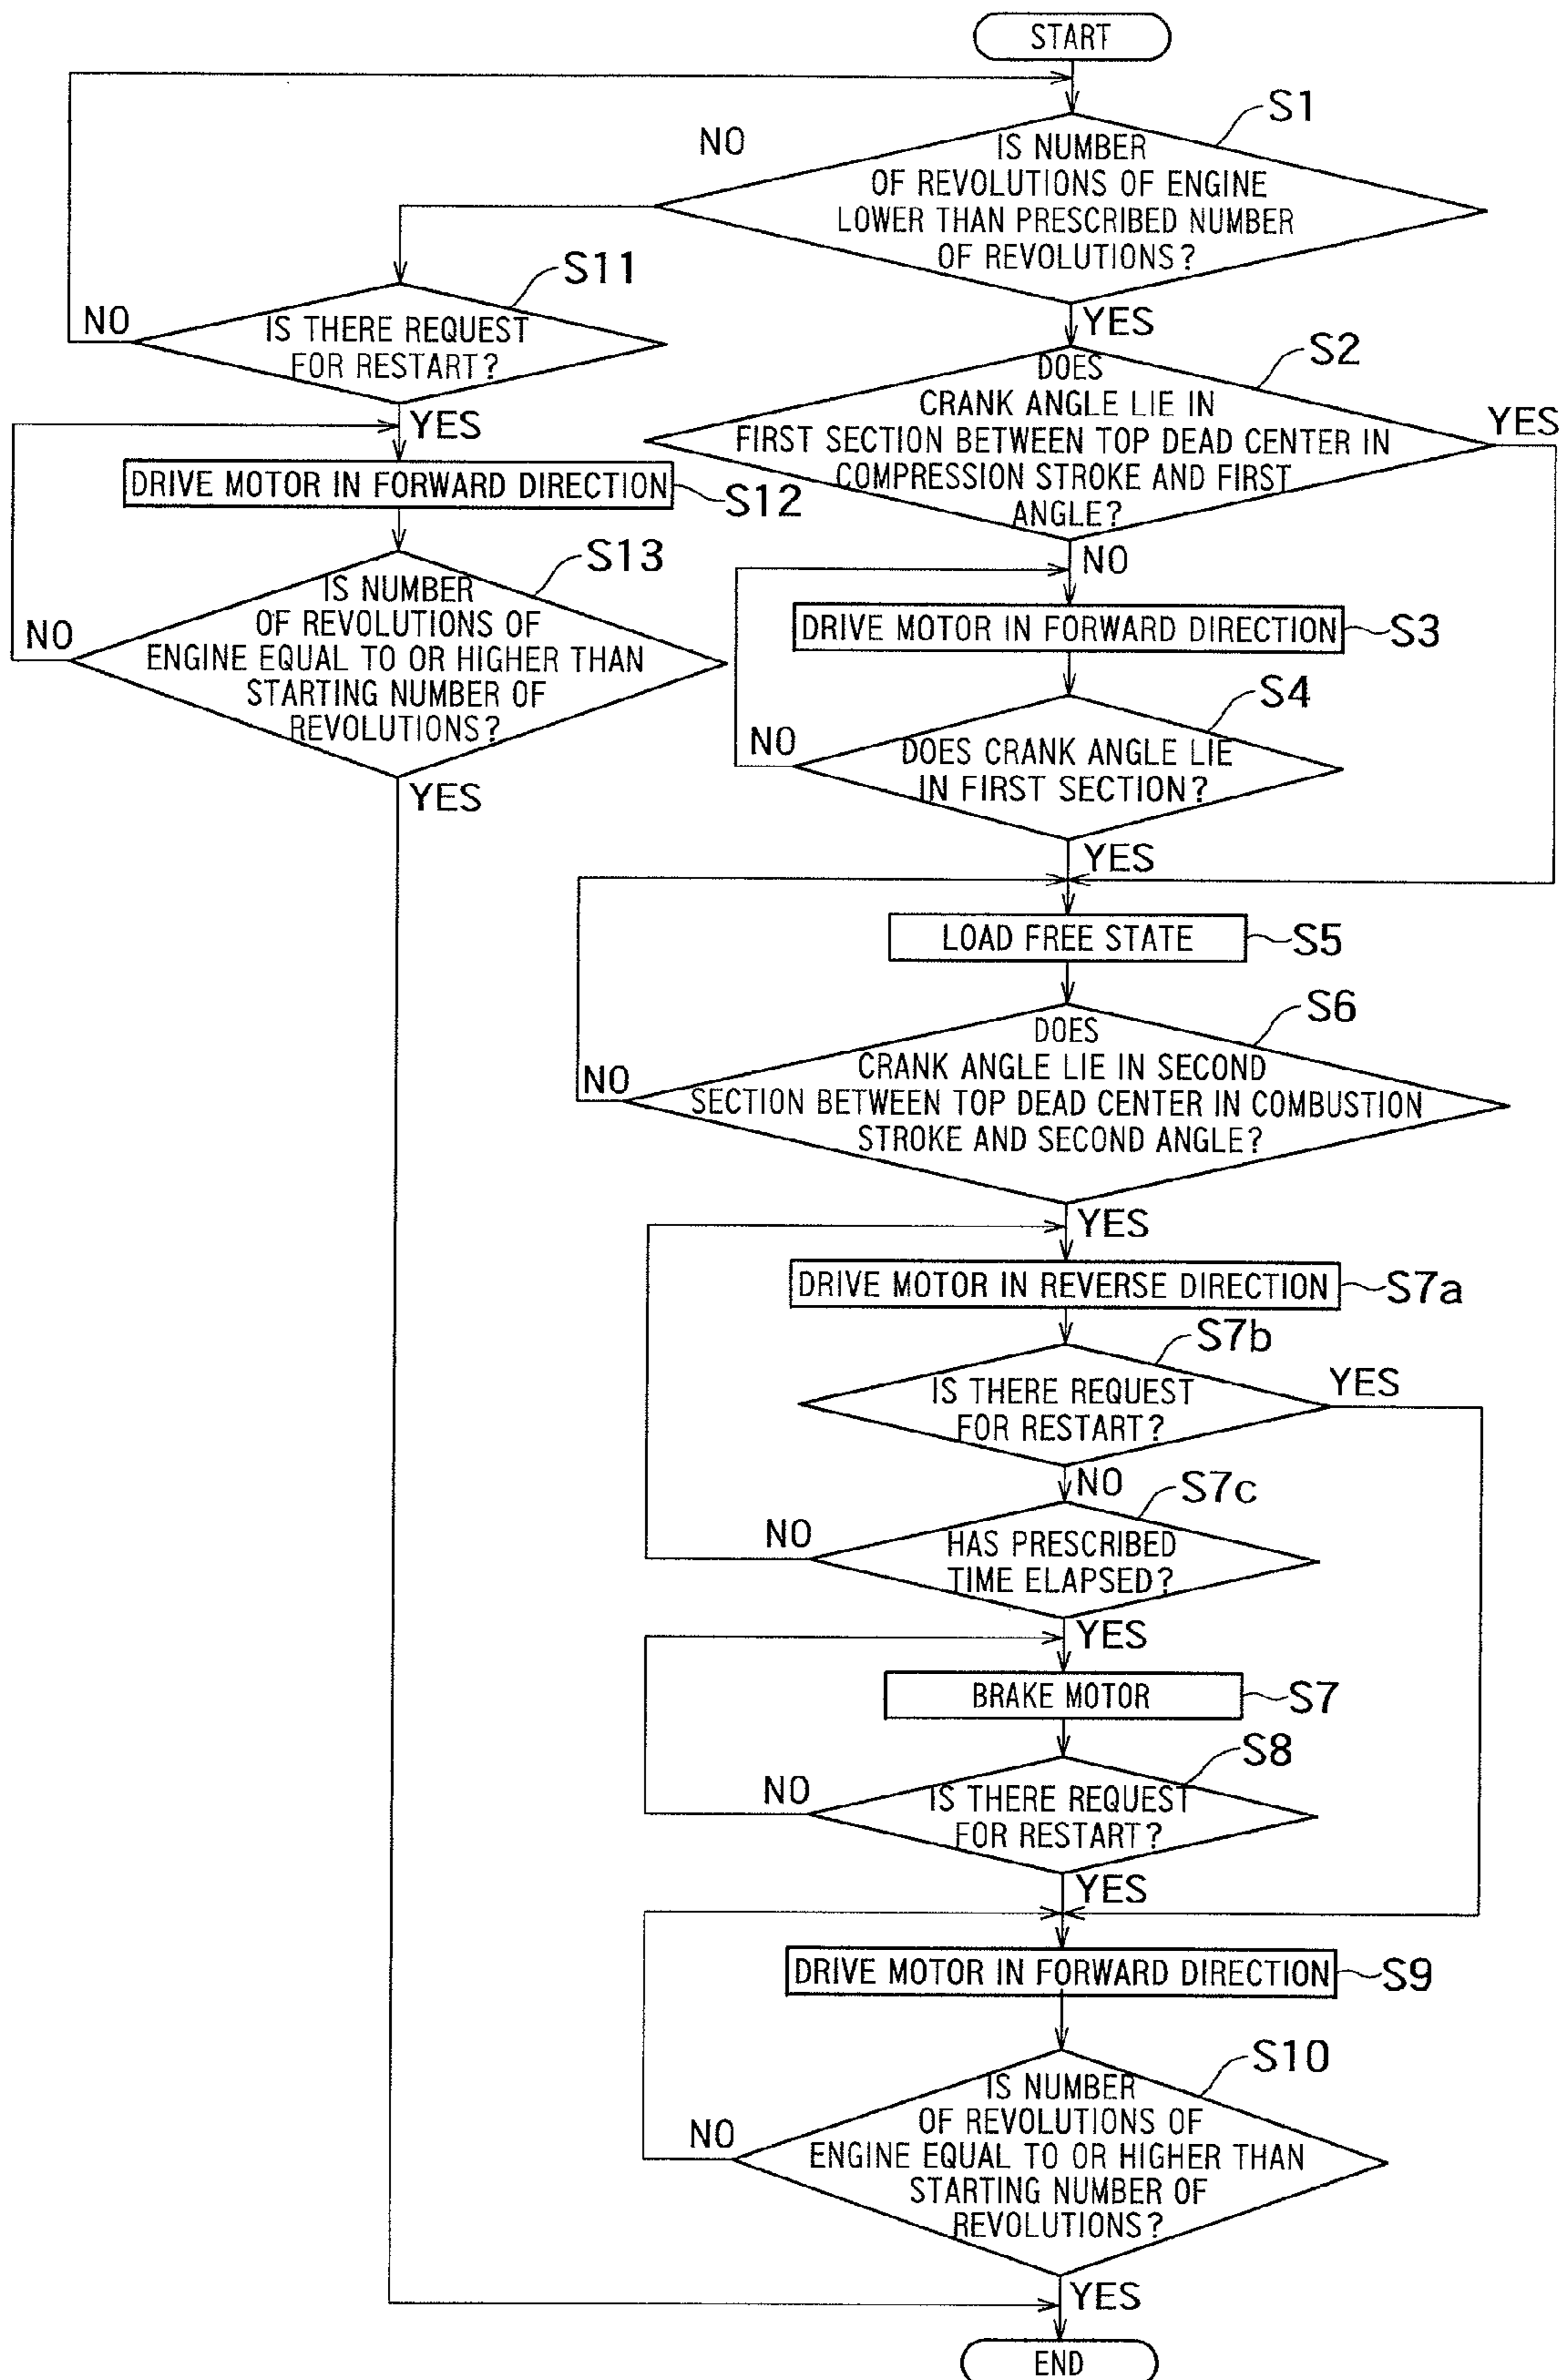 START
S1
NO
IS NUMBER
OF REVOLUTIONS OF ENGINE
LOWER THAN PRESCRIBED NUMBER
OF REVOLUTIONS?
YES
S11
IS THERE REQUEST
FOR RESTART?
NO
YES
DRIVE MOTOR IN FORWARD DIRECTION
S12
S13
IS NUMBER
OF REVOLUTIONS OF
ENGINE EQUAL TO OR HIGHER THAN
STARTING NUMBER OF
REVOLUTIONS?
NO
YES
S2
DOES
CRANK ANGLE LIE IN
FIRST SECTION BETWEEN TOP DEAD CENTER IN
COMPRESSION STROKE AND FIRST
ANGLE?
YES
NO
DRIVE MOTOR IN FORWARD DIRECTION
S3
S4
DOES CRANK ANGLE LIE
IN FIRST SECTION?
NO
YES
LOAD FREE STATE
S5
S6
DOES
CRANK ANGLE LIE IN SECOND
SECTION BETWEEN TOP DEAD CENTER IN COMBUSTION
STROKE AND SECOND ANGLE?
NO
YES
DRIVE MOTOR IN REVERSE DIRECTION
S7a
S7b
IS THERE REQUEST
FOR RESTART?
YES
NO
S7c
HAS PRESCRIBED
TIME ELAPSED?
NO
YES
BRAKE MOTOR
S7
S8
IS THERE REQUEST
FOR RESTART?
NO
YES
DRIVE MOTOR IN FORWARD DIRECTION
S9
S10
IS NUMBER
OF REVOLUTIONS OF
ENGINE EQUAL TO OR HIGHER THAN
STARTING NUMBER OF
REVOLUTIONS?
NO
YES
END